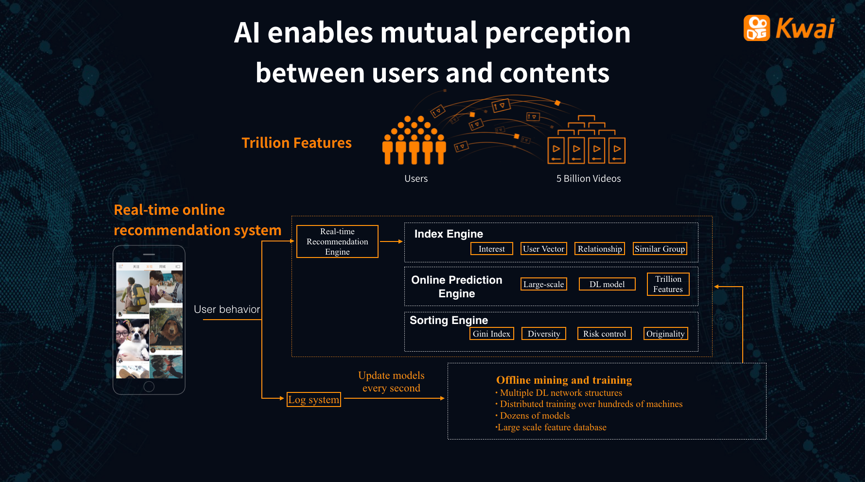 AI enables mutual perception
between users and contents
Kwai
Trillion Features
Users
5 Billion Videos
Real-time online
recommendation system
User behavior
Real-time
Recommendation
Engine
Index Engine
Interest
User Vector
Relationship
Similar Group
Online Prediction
Engine
Large-scale
DL model
Trillion
Features
Sorting Engine
Gini Index
Diversity
Risk control
Originality
Log system
Update models
every second
Offline mining and training
• Multiple DL network structures
• Distributed training over hundreds of machines
• Dozens of models
•Large scale feature database